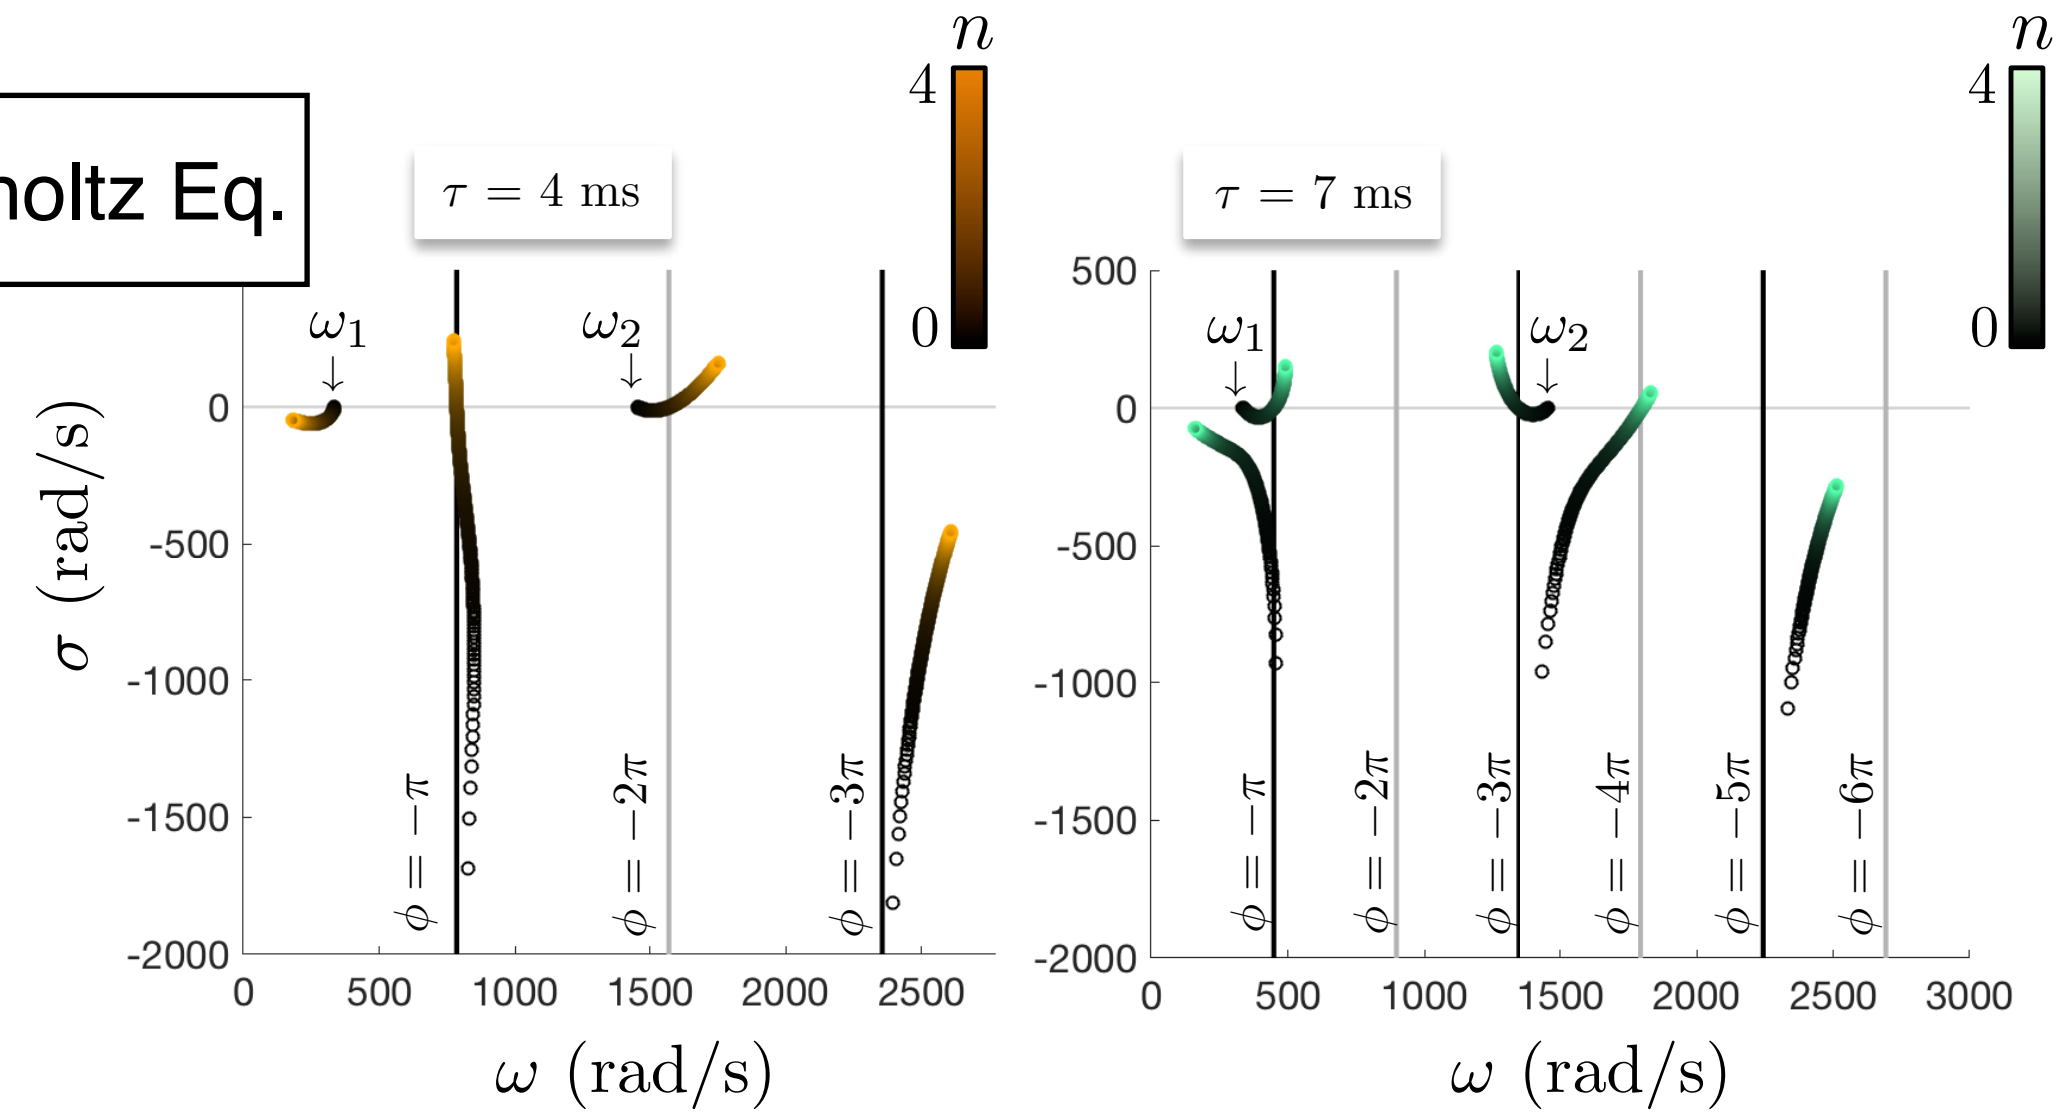 noltz Eq.
τ = 4 ms
n
4
0
ω1
ω2
0
-500
-1000
-1500
-2000
σ (rad/s)
ϕ = −π
ϕ = −2π
ϕ = −3π
0
500
1000
1500
2000
2500
ω (rad/s)
τ = 7 ms
n
4
0
ω1
ω2
500
0
-500
-1000
-1500
-2000
ϕ = −π
ϕ = −2π
ϕ = −3π
ϕ = −4π
ϕ = −5π
ϕ = −6π
0
500
1000
1500
2000
2500
3000
ω (rad/s)